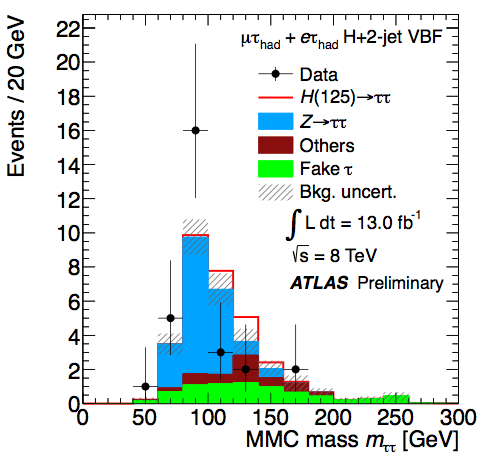 μτhad + eτhad H+2-jet VBF
Data
H(125)→ττ
Z→ττ
Others
Fake τ
Bkg. uncert.
∫ L dt = 13.0 fb⁻¹
√s = 8 TeV
ATLAS Preliminary
Events / 20 GeV
22
20
18
16
14
12
10
8
6
4
2
0
0 50 100 150 200 250 300
MMC mass mττ [GeV]